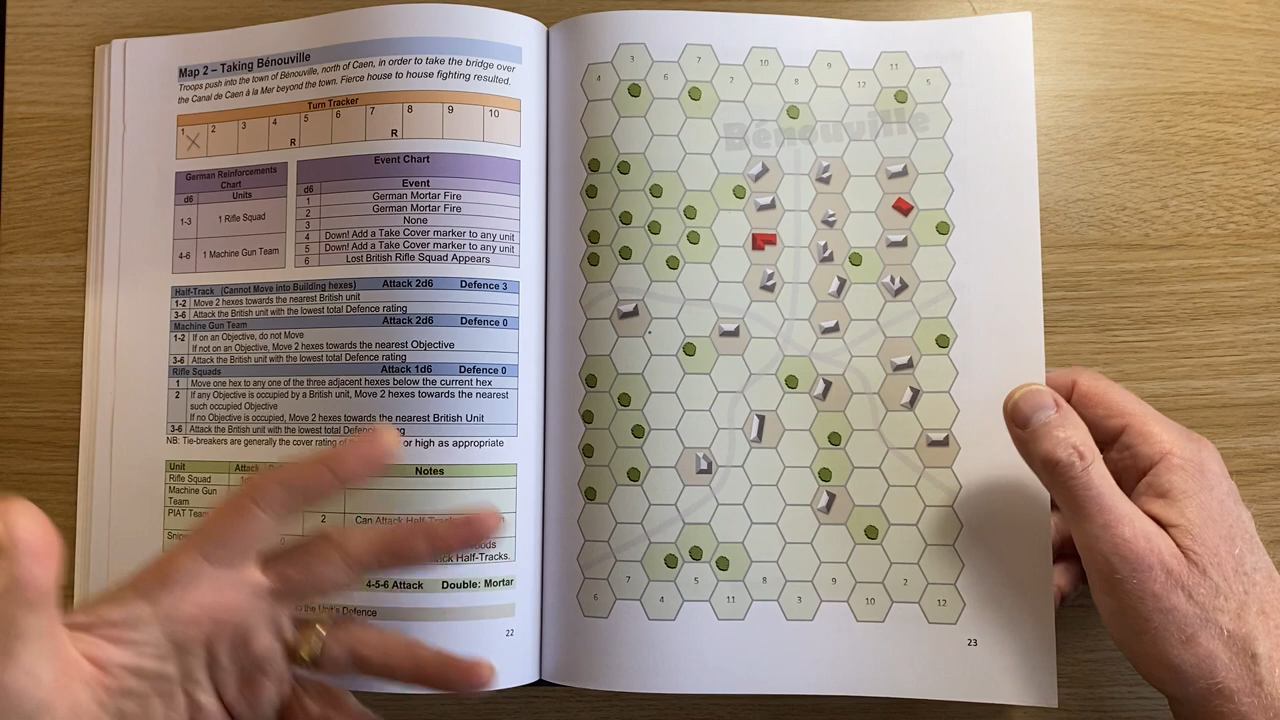 Map 2 – Taking Bénouville
Troops push into the town of Bénouville, north of Caen, in order to take the bridge over
the Canal de Caen à la Mer beyond the town. Fierce house to house fighting resulted.
Turn Tracker
1 2 3 4 5 6 7 8 9 10
R R
German Reinforcements
Chart
d6 Units
1-3 1 Rifle Squad
4-6 1 Machine Gun Team
Event Chart
d6 Event
1 German Mortar Fire
2 German Mortar Fire
3 None
4 Down! Add a Take Cover marker to any unit
5 Down! Add a Take Cover marker to any unit
6 Lost British Rifle Squad Appears
Half-Track (Cannot Move into Building hexes) Attack 2d6 Defence 3
1-2 Move 2 hexes towards the nearest British unit
3-6 Attack the British unit with the lowest total Defence rating
Machine Gun Team Attack 2d6 Defence 0
1-2 If on an Objective, do not Move
If not on an Objective, Move 2 hexes towards the nearest Objective
3-6 Attack the British unit with the lowest total Defence rating
Rifle Squads Attack 1d6 Defence 0
1 Move one hex to any one of the three adjacent hexes below the current hex
2 If any Objective is occupied by a British unit, Move 2 hexes towards the nearest
such occupied Objective
If no Objective is occupied, Move 2 hexes towards the nearest British Unit
3-6 Attack the British unit with the lowest total
NB: Tie-breakers are generally the cover rating of or high as appropriate
Unit Attack Notes
Rifle Squad
Machine Gun
Team
PIAT Team 2 Can Attack
Half-Tracks.
4-5-6 Attack Double: Mortar
the Unit's Defence
22
3 7 10 9 11
4 2 8 12 5
Bénouville
7 5 8 9 2
6 4 11 3 10 12
23